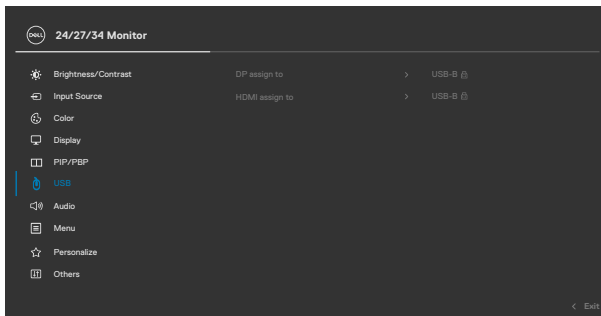 DELL 24/27/34 Monitor
Brightness/Contrast DP assign to > USB-B
Input Source HDMI assign to > USB-B
Color
Display
PIP/PBP
USB
Audio
Menu
Personalize
Others
< Exit